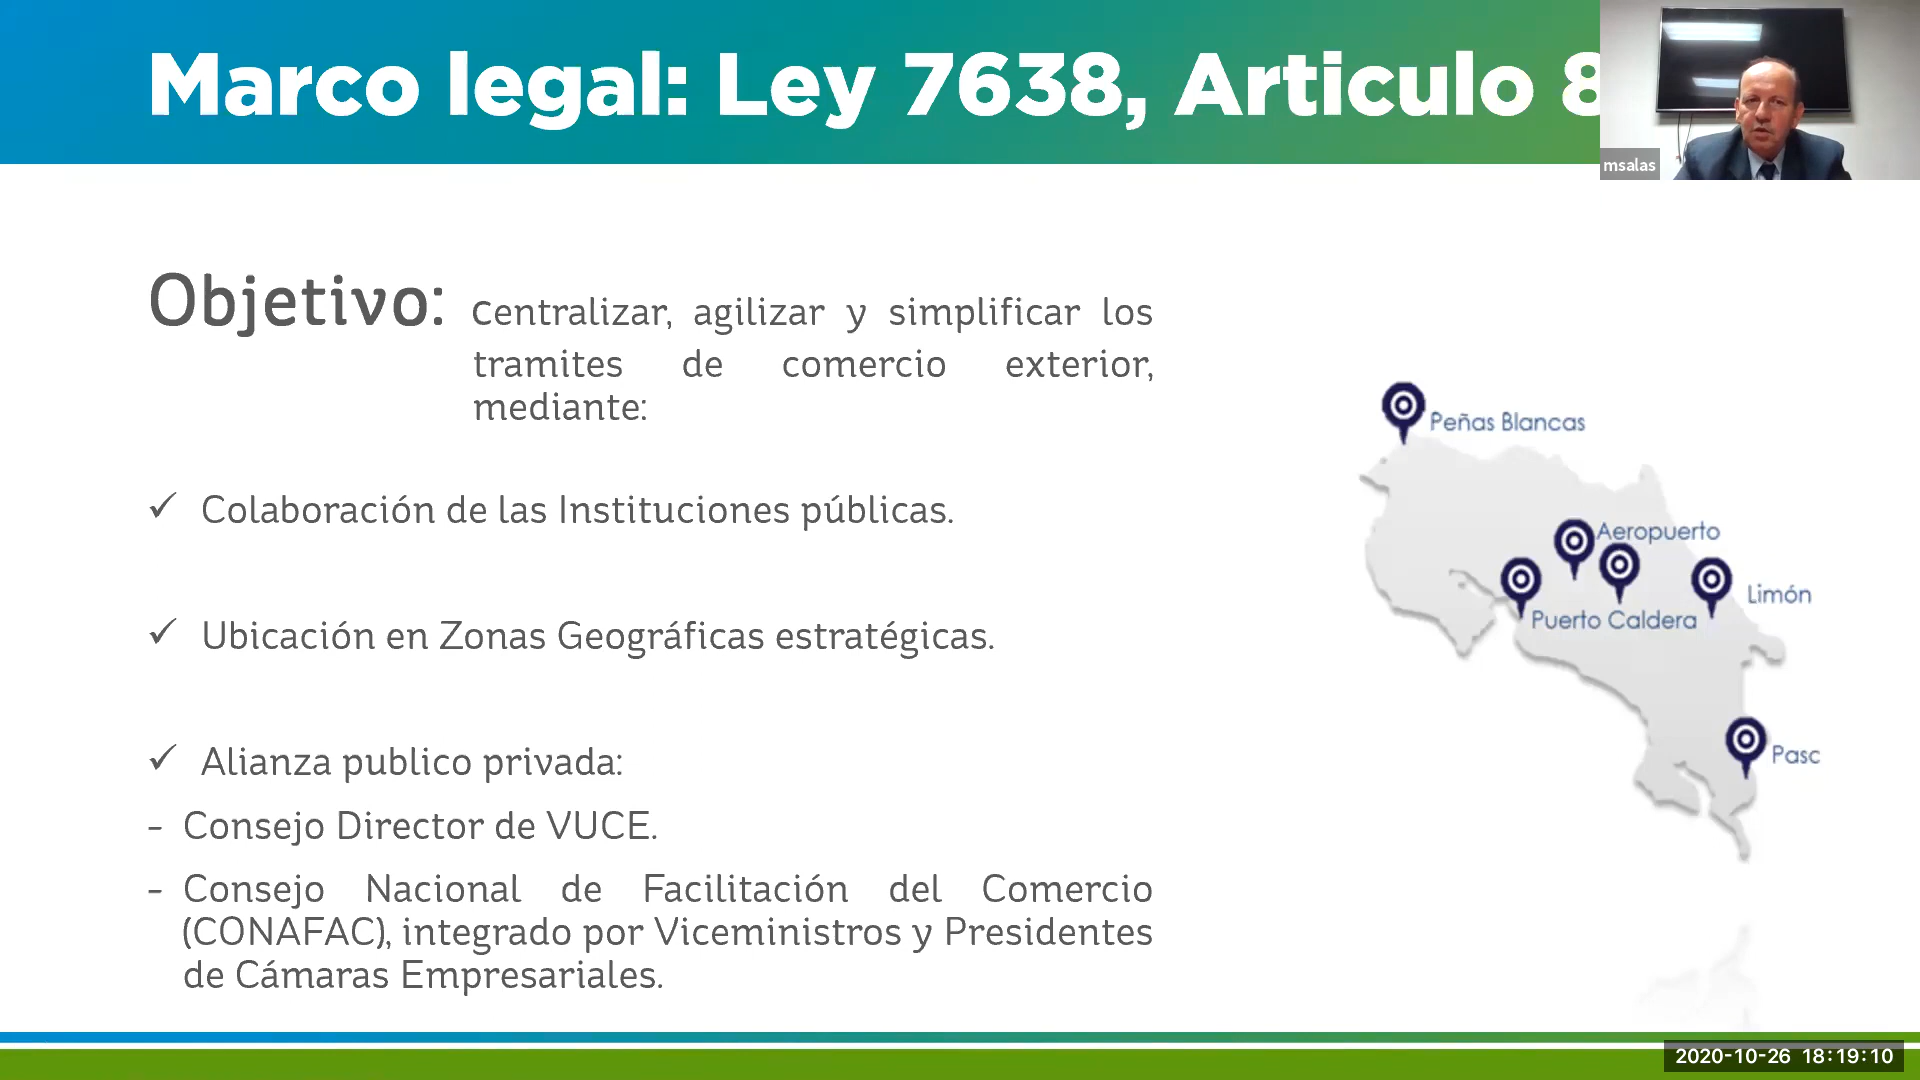 Marco legal: Ley 7638, Articulo 8
msalas
Objetivo: centralizar, agilizar y simplificar los
tramites de comercio exterior,
mediante:
✓ Colaboración de las Instituciones públicas.
✓ Ubicación en Zonas Geográficas estratégicas.
✓ Alianza publico privada:
- Consejo Director de VUCE.
- Consejo Nacional de Facilitación del Comercio
(CONAFAC), integrado por Viceministros y Presidentes
de Cámaras Empresariales.
Peñas Blancas
Aeropuerto
Limón
Puerto Caldera
Pasc
2020-10-26 18:19:10